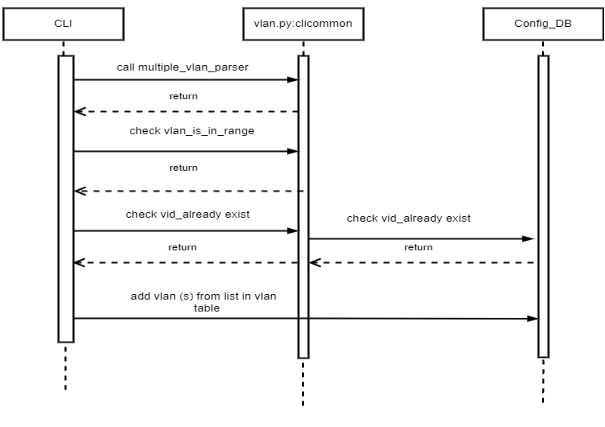 CLI
vlan.py:clicommon
Config_DB
call multiple_vlan_parser
return
check vlan_is_in_range
return
check vid_already exist
check vid_already exist
return
return
add vlan (s) from list in vlan
table